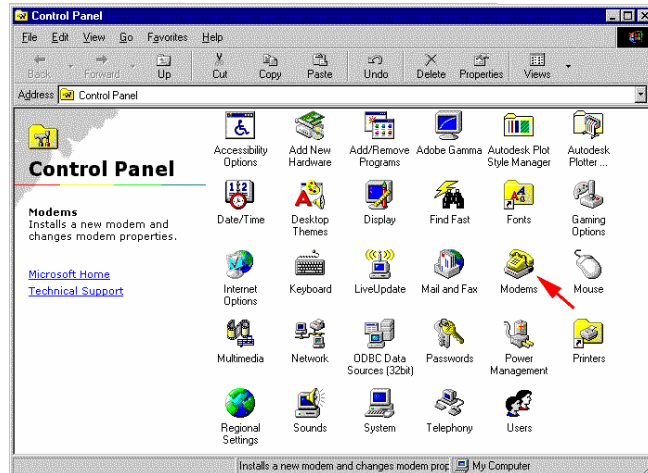 Control Panel
File Edit View Go Favorites Help
Back Forward Up Cut Copy Paste Undo Delete Properties Views
Address Control Panel
Control Panel
Modems
Installs a new modem and
changes modem properties.
Microsoft Home
Technical Support
Accessibility Options
Add New Hardware
Add/Remove Programs
Adobe Gamma
Autodesk Plot Style Manager
Autodesk Plotter ...
Date/Time
Desktop Themes
Display
Find Fast
Fonts
Gaming Options
Internet Options
Keyboard
LiveUpdate
Mail and Fax
Modems
Mouse
Multimedia
Network
ODBC Data Sources (32bit)
Passwords
Power Management
Printers
Regional Settings
Sounds
System
Telephony
Users
Installs a new modem and changes modem prop My Computer